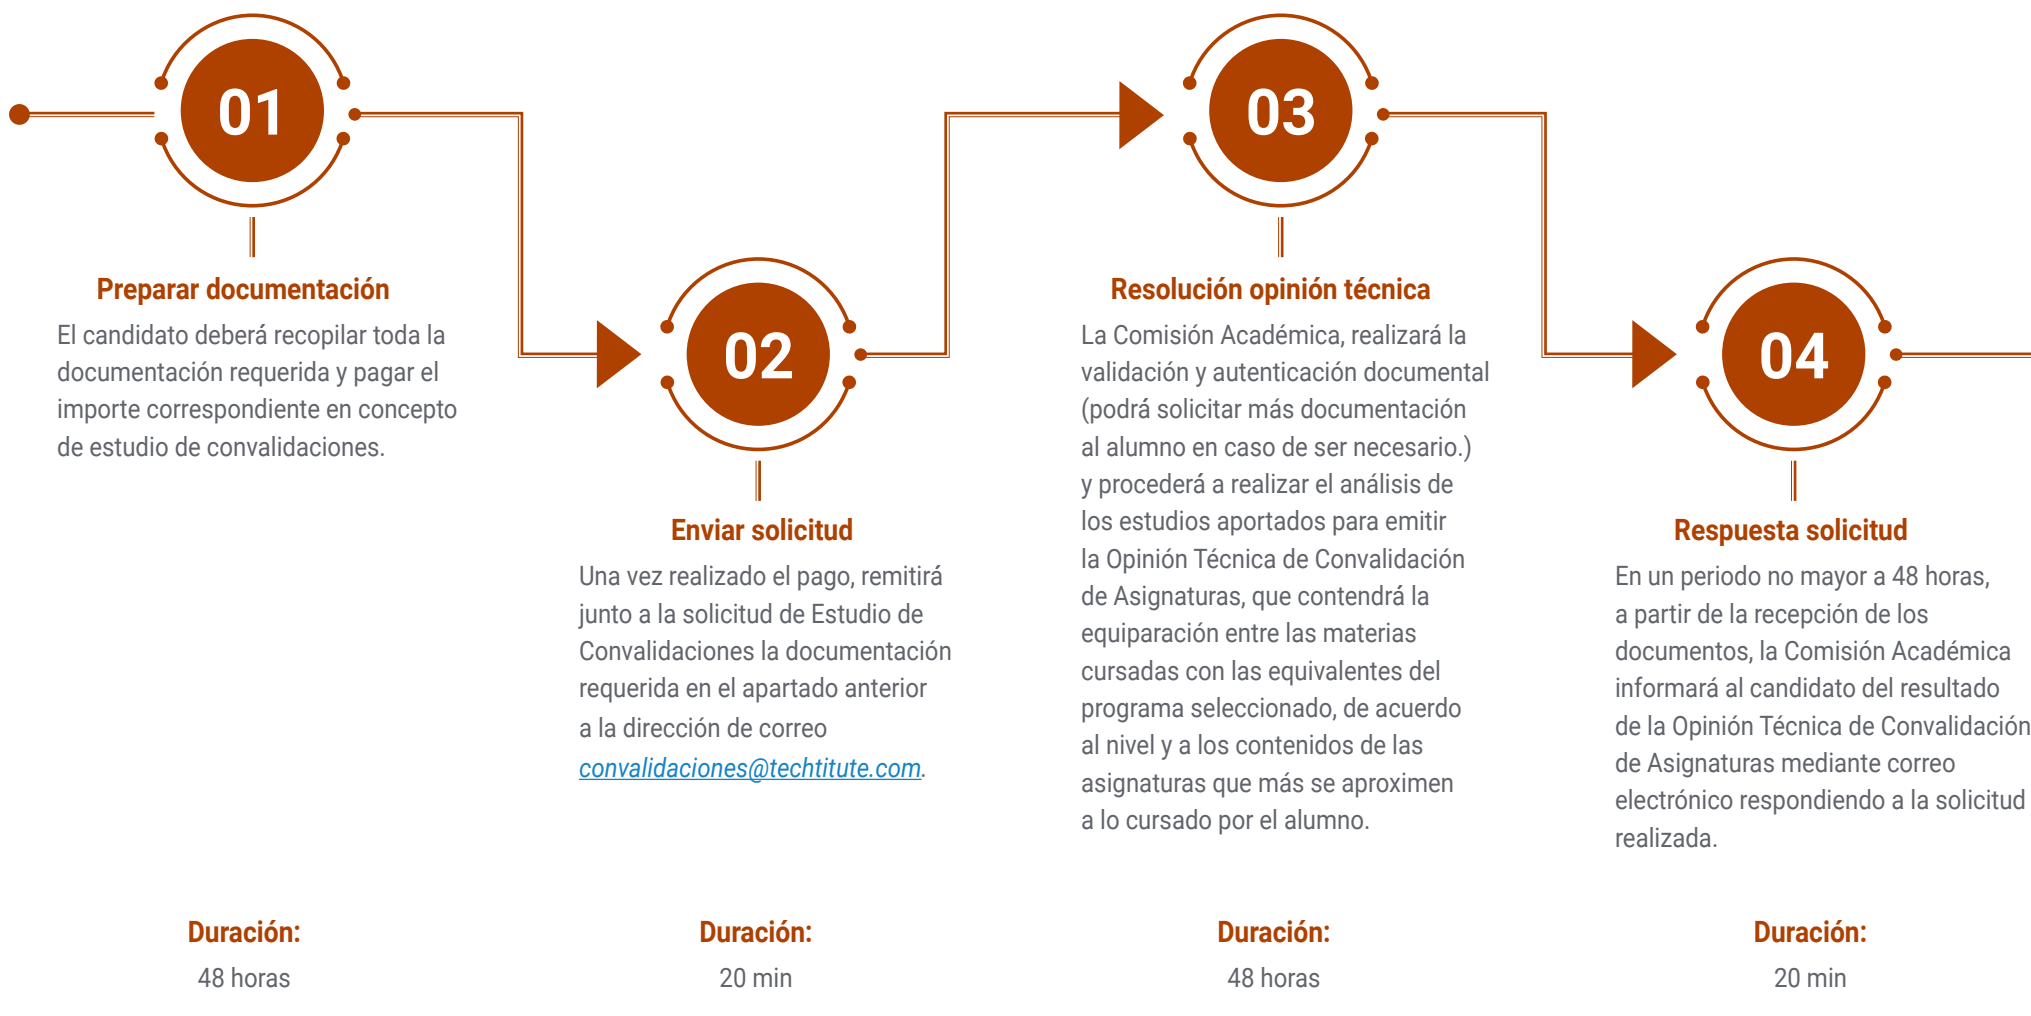 01
Preparar documentación
El candidato deberá recopilar toda la
documentación requerida y pagar el
importe correspondiente en concepto
de estudio de convalidaciones.
Duración:
48 horas
02
Enviar solicitud
Una vez realizado el pago, remitirá
junto a la solicitud de Estudio de
Convalidaciones la documentación
requerida en el apartado anterior
a la dirección de correo
convalidaciones@techtitute.com.
Duración:
20 min
03
Resolución opinión técnica
La Comisión Académica, realizará la
validación y autenticación documental
(podrá solicitar más documentación
al alumno en caso de ser necesario.)
y procederá a realizar el análisis de
los estudios aportados para emitir
la Opinión Técnica de Convalidación
de Asignaturas, que contendrá la
equiparación entre las materias
cursadas con las equivalentes del
programa seleccionado, de acuerdo
al nivel y a los contenidos de las
asignaturas que más se aproximen
a lo cursado por el alumno.
Duración:
48 horas
04
Respuesta solicitud
En un periodo no mayor a 48 horas,
a partir de la recepción de los
documentos, la Comisión Académica
informará al candidato del resultado
de la Opinión Técnica de Convalidación
de Asignaturas mediante correo
electrónico respondiendo a la solicitud
realizada.
Duración:
20 min